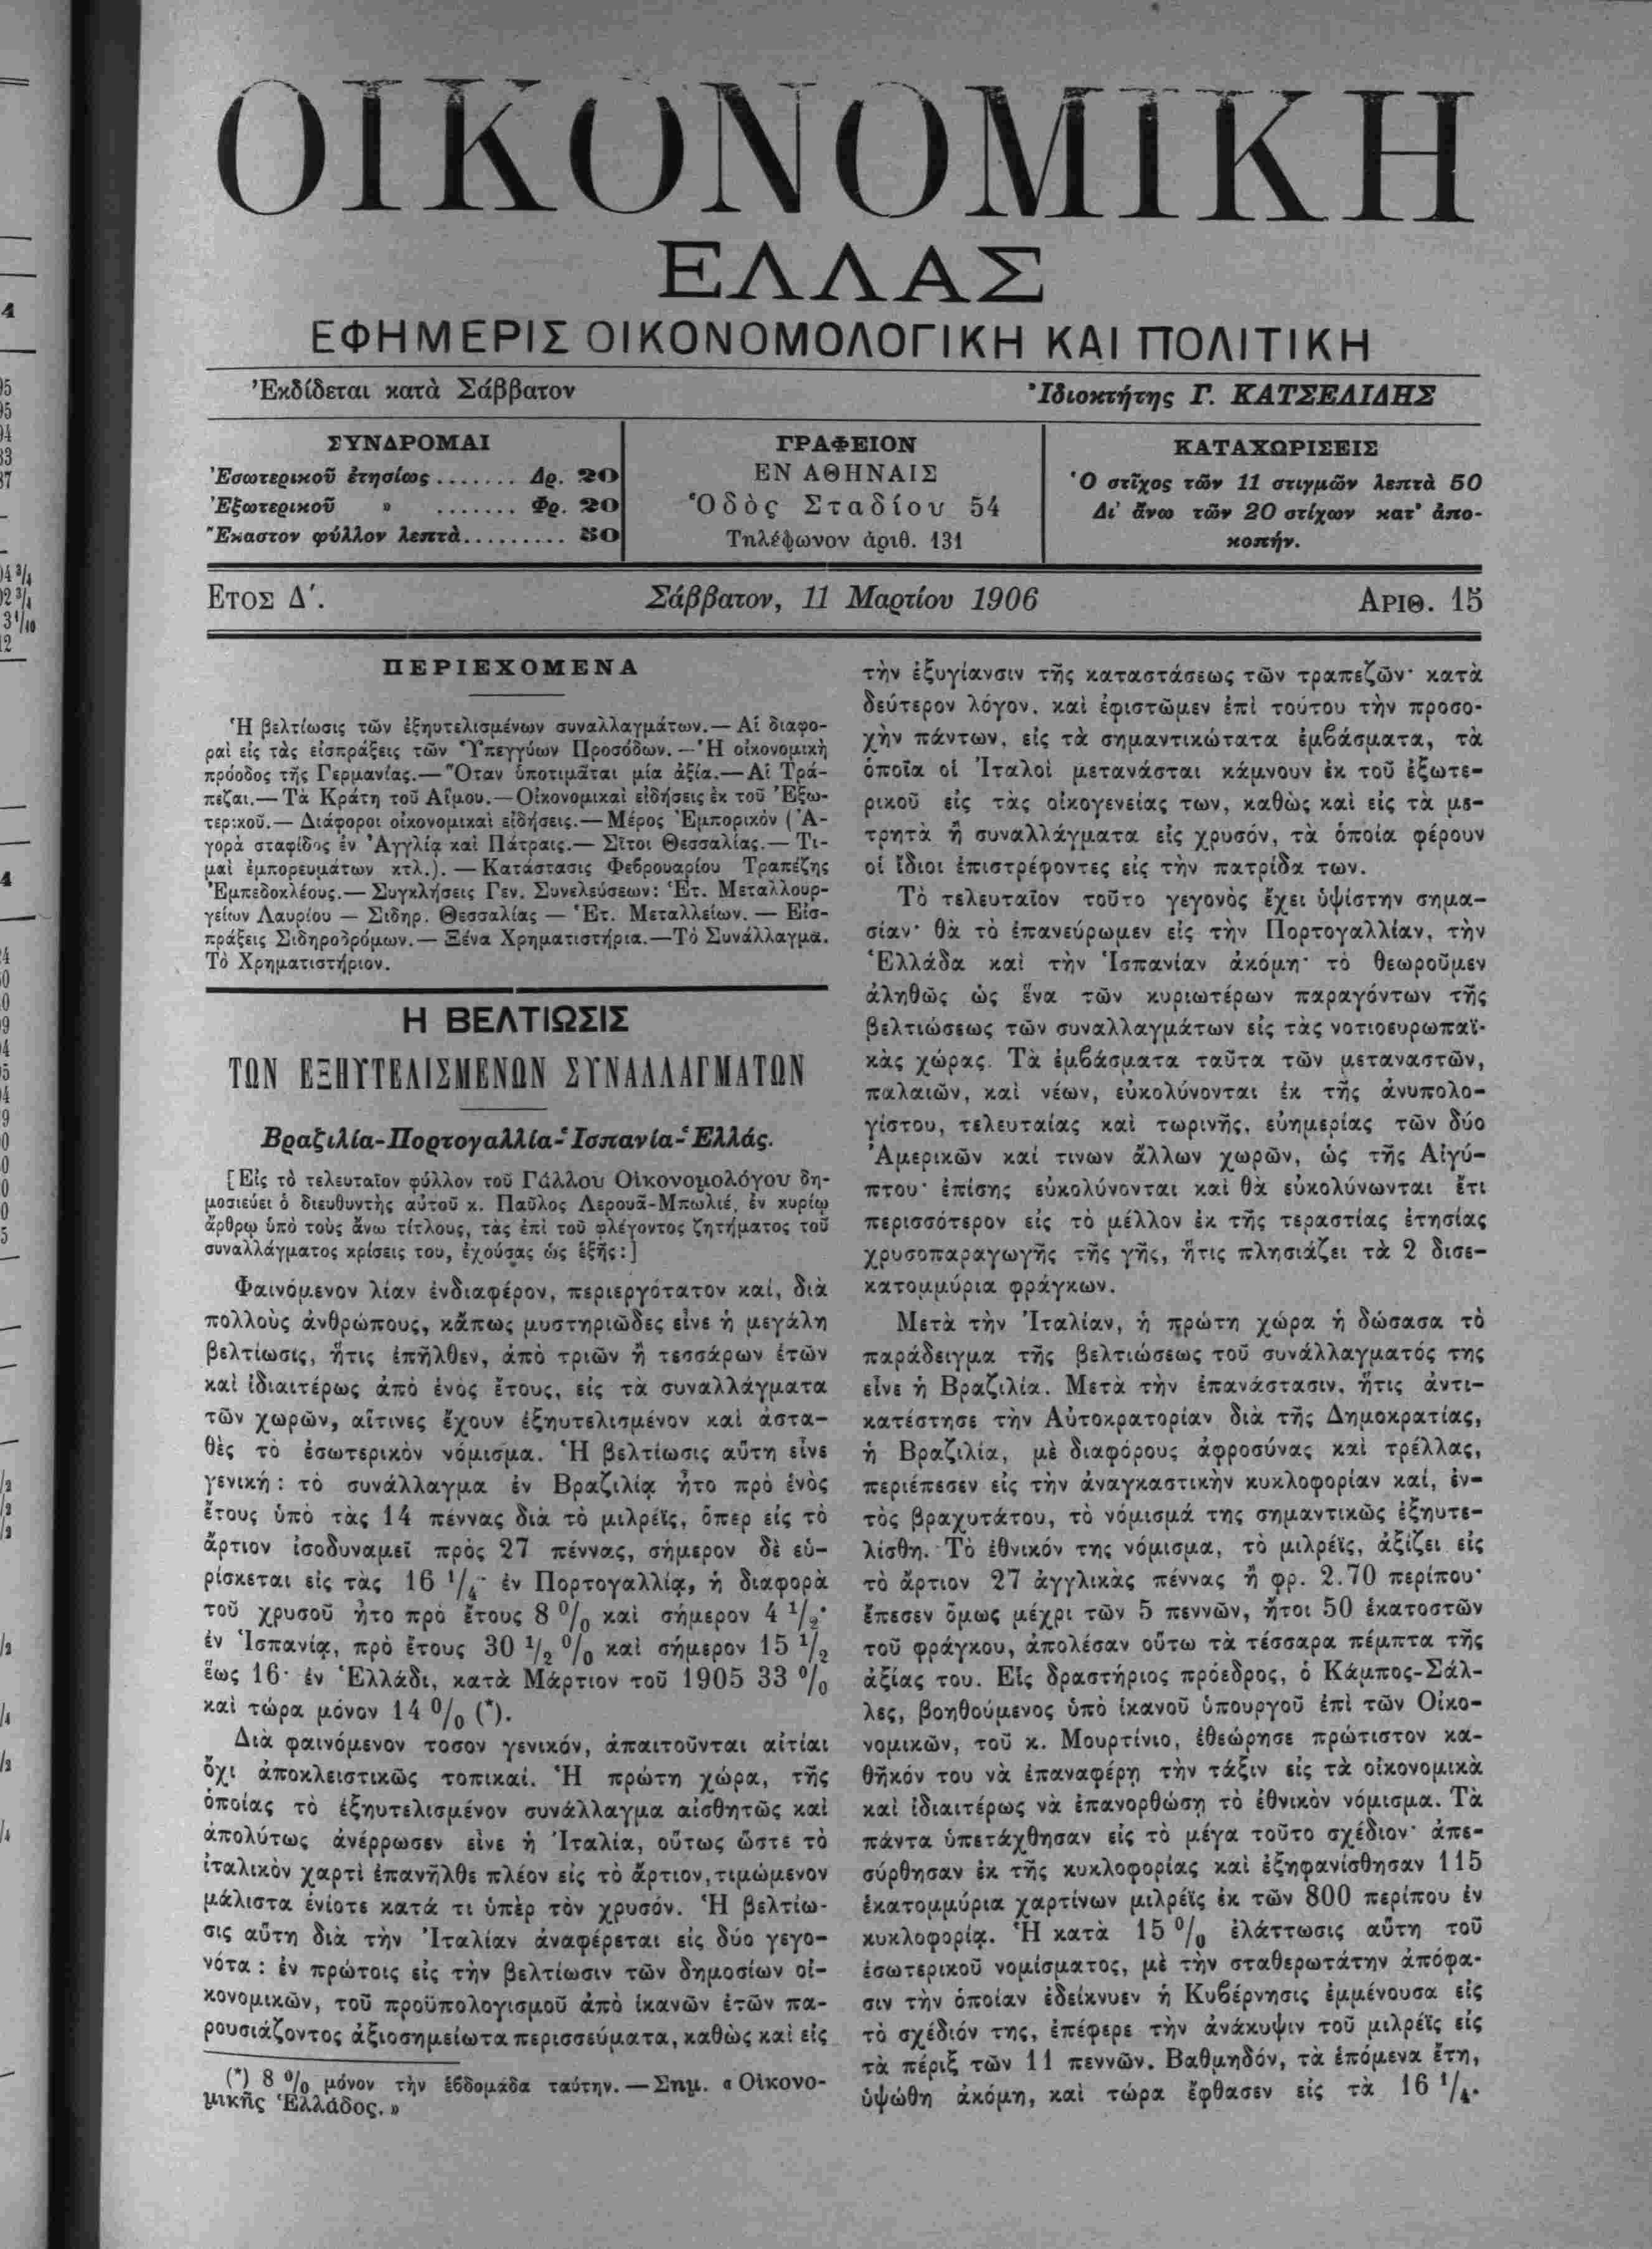 ΟΙΚΟΝΟΜΙΚΗ
ΕΛΛΑΣ
ΕΦΗΜΕΡΙΣ ΟΙΚΟΝΟΜΟΛΟΓΙΚΗ ΚΑΙ ΠΟΛΙΤΙΚΗ
Ἐκδίδεται κατὰ Σάββατον
Ἰδιοκτήτης Γ. ΚΑΤΣΕΛΙΔΗΣ
ΣΥΝΔΡΟΜΑΙ
Ἐσωτερικοῦ ἐτησίως....... Δρ. 20
Ἐξωτερικοῦ » ....... Φρ. 20
Ἕκαστον φύλλον λεπτὰ......... 50
ΓΡΑΦΕΙΟΝ
ΕΝ ΑΘΗΝΑΙΣ
Ὁδὸς Σταδίου 54
Τηλέφωνον ἀριθ. 131
ΚΑΤΑΧΩΡΙΣΕΙΣ
Ὁ στῖχος τῶν 11 στιγμῶν λεπτὰ 50
Δι' ἄνω τῶν 20 στίχων κατ' ἀπο-
κοπήν.
ΕΤΟΣ Δ΄.
Σάββατον, 11 Μαρτίου 1906
ΑΡΙΘ. 15
ΠΕΡΙΕΧΟΜΕΝΑ
Ἡ βελτίωσις τῶν ἐξηυτελισμένων συναλλαγμάτων.— Αἱ διαφο-
ραὶ εἰς τὰς εἰσπράξεις τῶν Ὑπεγγύων Προσόδων.—Ἡ οἰκονομικὴ
πρόοδος τῆς Γερμανίας.—Ὅταν ὑποτιμᾶται μία ἀξία.—Αἱ Τρά-
πεζαι.— Τὰ Κράτη τοῦ Αἵμου.—Οἰκονομικαὶ εἰδήσεις ἐκ τοῦ Ἐξω-
τερικοῦ.— Διάφοροι οἰκονομικαὶ εἰδήσεις.— Μέρος Ἐμπορικόν (Ἀ-
γορὰ σταφίδος ἐν Ἀγγλίᾳ καὶ Πάτραις.— Σῖτοι Θεσσαλίας.— Τι-
μαὶ ἐμπορευμάτων κτλ.). — Κατάστασις Φεβρουαρίου Τραπέζης
Ἐμπεδοκλέους.— Συγκλήσεις Γεν. Συνελεύσεων: Ἑτ. Μεταλλουρ-
γείων Λαυρίου — Σιδηρ. Θεσσαλίας — Ἑτ. Μεταλλείων. — Εἰσ-
πράξεις Σιδηροδρόμων.— Ξένα Χρηματιστήρια.—Τὸ Συνάλλαγμα.
Τὸ Χρηματιστήριον.
Η ΒΕΛΤΙΩΣΙΣ
ΤΩΝ ΕΞΗΥΤΕΛΙΣΜΕΝΩΝ ΣΥΝΑΛΛΑΓΜΑΤΩΝ
Βραζιλία-Πορτογαλλία-Ἱσπανία-Ἑλλάς.
[Εἰς τὸ τελευταῖον φύλλον τοῦ Γάλλου Οἰκονομολόγου δη-
μοσιεύει ὁ διευθυντὴς αὐτοῦ κ. Παῦλος Λερουᾶ-Μπωλιέ, ἐν κυρίῳ
ἄρθρῳ ὑπὸ τοὺς ἄνω τίτλους, τὰς ἐπὶ τοῦ φλέγοντος ζητήματος τοῦ
συναλλάγματος κρίσεις του, ἐχούσας ὡς ἑξῆς:]
Φαινόμενον λίαν ἐνδιαφέρον, περιεργότατον καί, διὰ
πολλοὺς ἀνθρώπους, κἄπως μυστηριῶδες εἶνε ἡ μεγάλη
βελτίωσις, ἥτις ἐπῆλθεν, ἀπὸ τριῶν ἢ τεσσάρων ἐτῶν
καὶ ἰδιαιτέρως ἀπὸ ἑνὸς ἔτους, εἰς τὰ συναλλάγματα
τῶν χωρῶν, αἵτινες ἔχουν ἐξηυτελισμένον καὶ ἀστα-
θὲς τὸ ἐσωτερικὸν νόμισμα. Ἡ βελτίωσις αὕτη εἶνε
γενική : τὸ συνάλλαγμα ἐν Βραζιλίᾳ ἦτο πρὸ ἑνὸς
ἔτους ὑπὸ τὰς 14 πέννας διὰ τὸ μιλρέϊς, ὅπερ εἰς τὸ
ἄρτιον ἰσοδυναμεῖ πρὸς 27 πέννας, σήμερον δὲ εὑ-
ρίσκεται εἰς τὰς 16 1/4· ἐν Πορτογαλλίᾳ, ἡ διαφορὰ
τοῦ χρυσοῦ ἦτο πρὸ ἔτους 8 % καὶ σήμερον 4 1/2·
ἐν Ἱσπανίᾳ, πρὸ ἔτους 30 1/2 % καὶ σήμερον 15 1/2
ἕως 16· ἐν Ἑλλάδι, κατὰ Μάρτιον τοῦ 1905 33 %
καὶ τώρα μόνον 14 % (*).
Διὰ φαινόμενον τοσον γενικόν, ἀπαιτοῦνται αἰτίαι
ὄχι ἀποκλειστικῶς τοπικαί. Ἡ πρώτη χώρα, τῆς
ὁποίας τὸ ἐξηυτελισμένον συνάλλαγμα αἰσθητῶς καὶ
ἀπολύτως ἀνέρρωσεν εἶνε ἡ Ἰταλία, οὕτως ὥστε τὸ
ἰταλικὸν χαρτὶ ἐπανῆλθε πλέον εἰς τὸ ἄρτιον, τιμώμενον
μάλιστα ἐνίοτε κατά τι ὑπὲρ τὸν χρυσόν. Ἡ βελτίω-
σις αὕτη διὰ τὴν Ἰταλίαν ἀναφέρεται εἰς δύο γεγο-
νότα : ἐν πρώτοις εἰς τὴν βελτίωσιν τῶν δημοσίων οἰ-
κονομικῶν, τοῦ προϋπολογισμοῦ ἀπὸ ἱκανῶν ἐτῶν πα-
ρουσιάζοντος ἀξιοσημείωτα περισσεύματα, καθὼς καὶ εἰς
(*) 8 % μόνον τὴν ἑβδομάδα ταύτην.—Σημ. «Οἰκονο-
μικῆς Ἑλλάδος.»
τὴν ἐξυγίανσιν τῆς καταστάσεως τῶν τραπεζῶν· κατὰ
δεύτερον λόγον, καὶ ἐφιστῶμεν ἐπὶ τούτου τὴν προσο-
χὴν πάντων, εἰς τὰ σημαντικώτατα ἐμβάσματα, τὰ
ὁποῖα οἱ Ἰταλοὶ μετανάσται κάμνουν ἐκ τοῦ ἐξωτε-
ρικοῦ εἰς τὰς οἰκογενείας των, καθὼς καὶ εἰς τὰ με-
τρητὰ ἢ συναλλάγματα εἰς χρυσόν, τὰ ὁποία φέρουν
οἱ ἴδιοι ἐπιστρέφοντες εἰς τὴν πατρίδα των.
Τὸ τελευταῖον τοῦτο γεγονὸς ἔχει ὑψίστην σημα-
σίαν· θὰ τὸ ἐπανεύρωμεν εἰς τὴν Πορτογαλλίαν, τὴν
Ἑλλάδα καὶ τὴν Ἱσπανίαν ἀκόμη· τὸ θεωροῦμεν
ἀληθῶς ὡς ἕνα τῶν κυριωτέρων παραγόντων τῆς
βελτιώσεως τῶν συναλλαγμάτων εἰς τὰς νοτιοευρωπαϊ-
κὰς χώρας. Τὰ ἐμβάσματα ταῦτα τῶν μεταναστῶν,
παλαιῶν, καὶ νέων, εὐκολύνονται ἐκ τῆς ἀνυπολο-
γίστου, τελευταίας καὶ τωρινῆς, εὐημερίας τῶν δύο
Ἀμερικῶν καί τινων ἄλλων χωρῶν, ὡς τῆς Αἰγύ-
πτου· ἐπίσης εὐκολύνονται καὶ θὰ εὐκολύνωνται ἔτι
περισσότερον εἰς τὸ μέλλον ἐκ τῆς τεραστίας ἐτησίας
χρυσοπαραγωγῆς τῆς γῆς, ἥτις πλησιάζει τὰ 2 δισε-
κατομμύρια φράγκων.
Μετὰ τὴν Ἰταλίαν, ἡ πρώτη χώρα ἡ δώσασα τὸ
παράδειγμα τῆς βελτιώσεως τοῦ συναλλάγματός της
εἶνε ἡ Βραζιλία. Μετὰ τὴν ἐπανάστασιν, ἥτις ἀντι-
κατέστησε τὴν Αὐτοκρατορίαν διὰ τῆς Δημοκρατίας,
ἡ Βραζιλία, μὲ διαφόρους ἀφροσύνας καὶ τρέλλας,
περιέπεσεν εἰς τὴν ἀναγκαστικὴν κυκλοφορίαν καί, ἐν-
τὸς βραχυτάτου, τὸ νόμισμά της σημαντικῶς ἐξηυτε-
λίσθη. Τὸ ἐθνικόν της νόμισμα, τὸ μιλρέϊς, ἀξίζει εἰς
τὸ ἄρτιον 27 ἀγγλικὰς πέννας ἢ φρ. 2.70 περίπου·
ἔπεσεν ὅμως μέχρι τῶν 5 πεννῶν, ἤτοι 50 ἑκατοστῶν
τοῦ φράγκου, ἀπολέσαν οὕτω τὰ τέσσαρα πέμπτα τῆς
ἀξίας του. Εἷς δραστήριος πρόεδρος, ὁ Κάμπος-Σάλ-
λες, βοηθούμενος ὑπὸ ἱκανοῦ ὑπουργοῦ ἐπὶ τῶν Οἰκο-
νομικῶν, τοῦ κ. Μουρτίνιο, ἐθεώρησε πρώτιστον κα-
θῆκόν του νὰ ἐπαναφέρῃ τὴν τάξιν εἰς τὰ οἰκονομικὰ
καὶ ἰδιαιτέρως νὰ ἐπανορθώσῃ τὸ ἐθνικὸν νόμισμα. Τὰ
πάντα ὑπετάχθησαν εἰς τὸ μέγα τοῦτο σχέδιον· ἀπε-
σύρθησαν ἐκ τῆς κυκλοφορίας καὶ ἐξηφανίσθησαν 115
ἑκατομμύρια χαρτίνων μιλρέϊς ἐκ τῶν 800 περίπου ἐν
κυκλοφορίᾳ. Ἡ κατὰ 15 % ἐλάττωσις αὕτη τοῦ
ἐσωτερικοῦ νομίσματος, μὲ τὴν σταθερωτάτην ἀπόφα-
σιν τὴν ὁποίαν ἐδείκνυεν ἡ Κυβέρνησις ἐμμένουσα εἰς
τὸ σχέδιόν της, ἐπέφερε τὴν ἀνάκυψιν τοῦ μιλρέϊς εἰς
τὰ πέριξ τῶν 11 πεννῶν. Βαθμηδόν, τὰ ἑπόμενα ἔτη,
ὑψώθη ἀκόμη, καὶ τώρα ἔφθασεν εἰς τὰ 16 1/4.